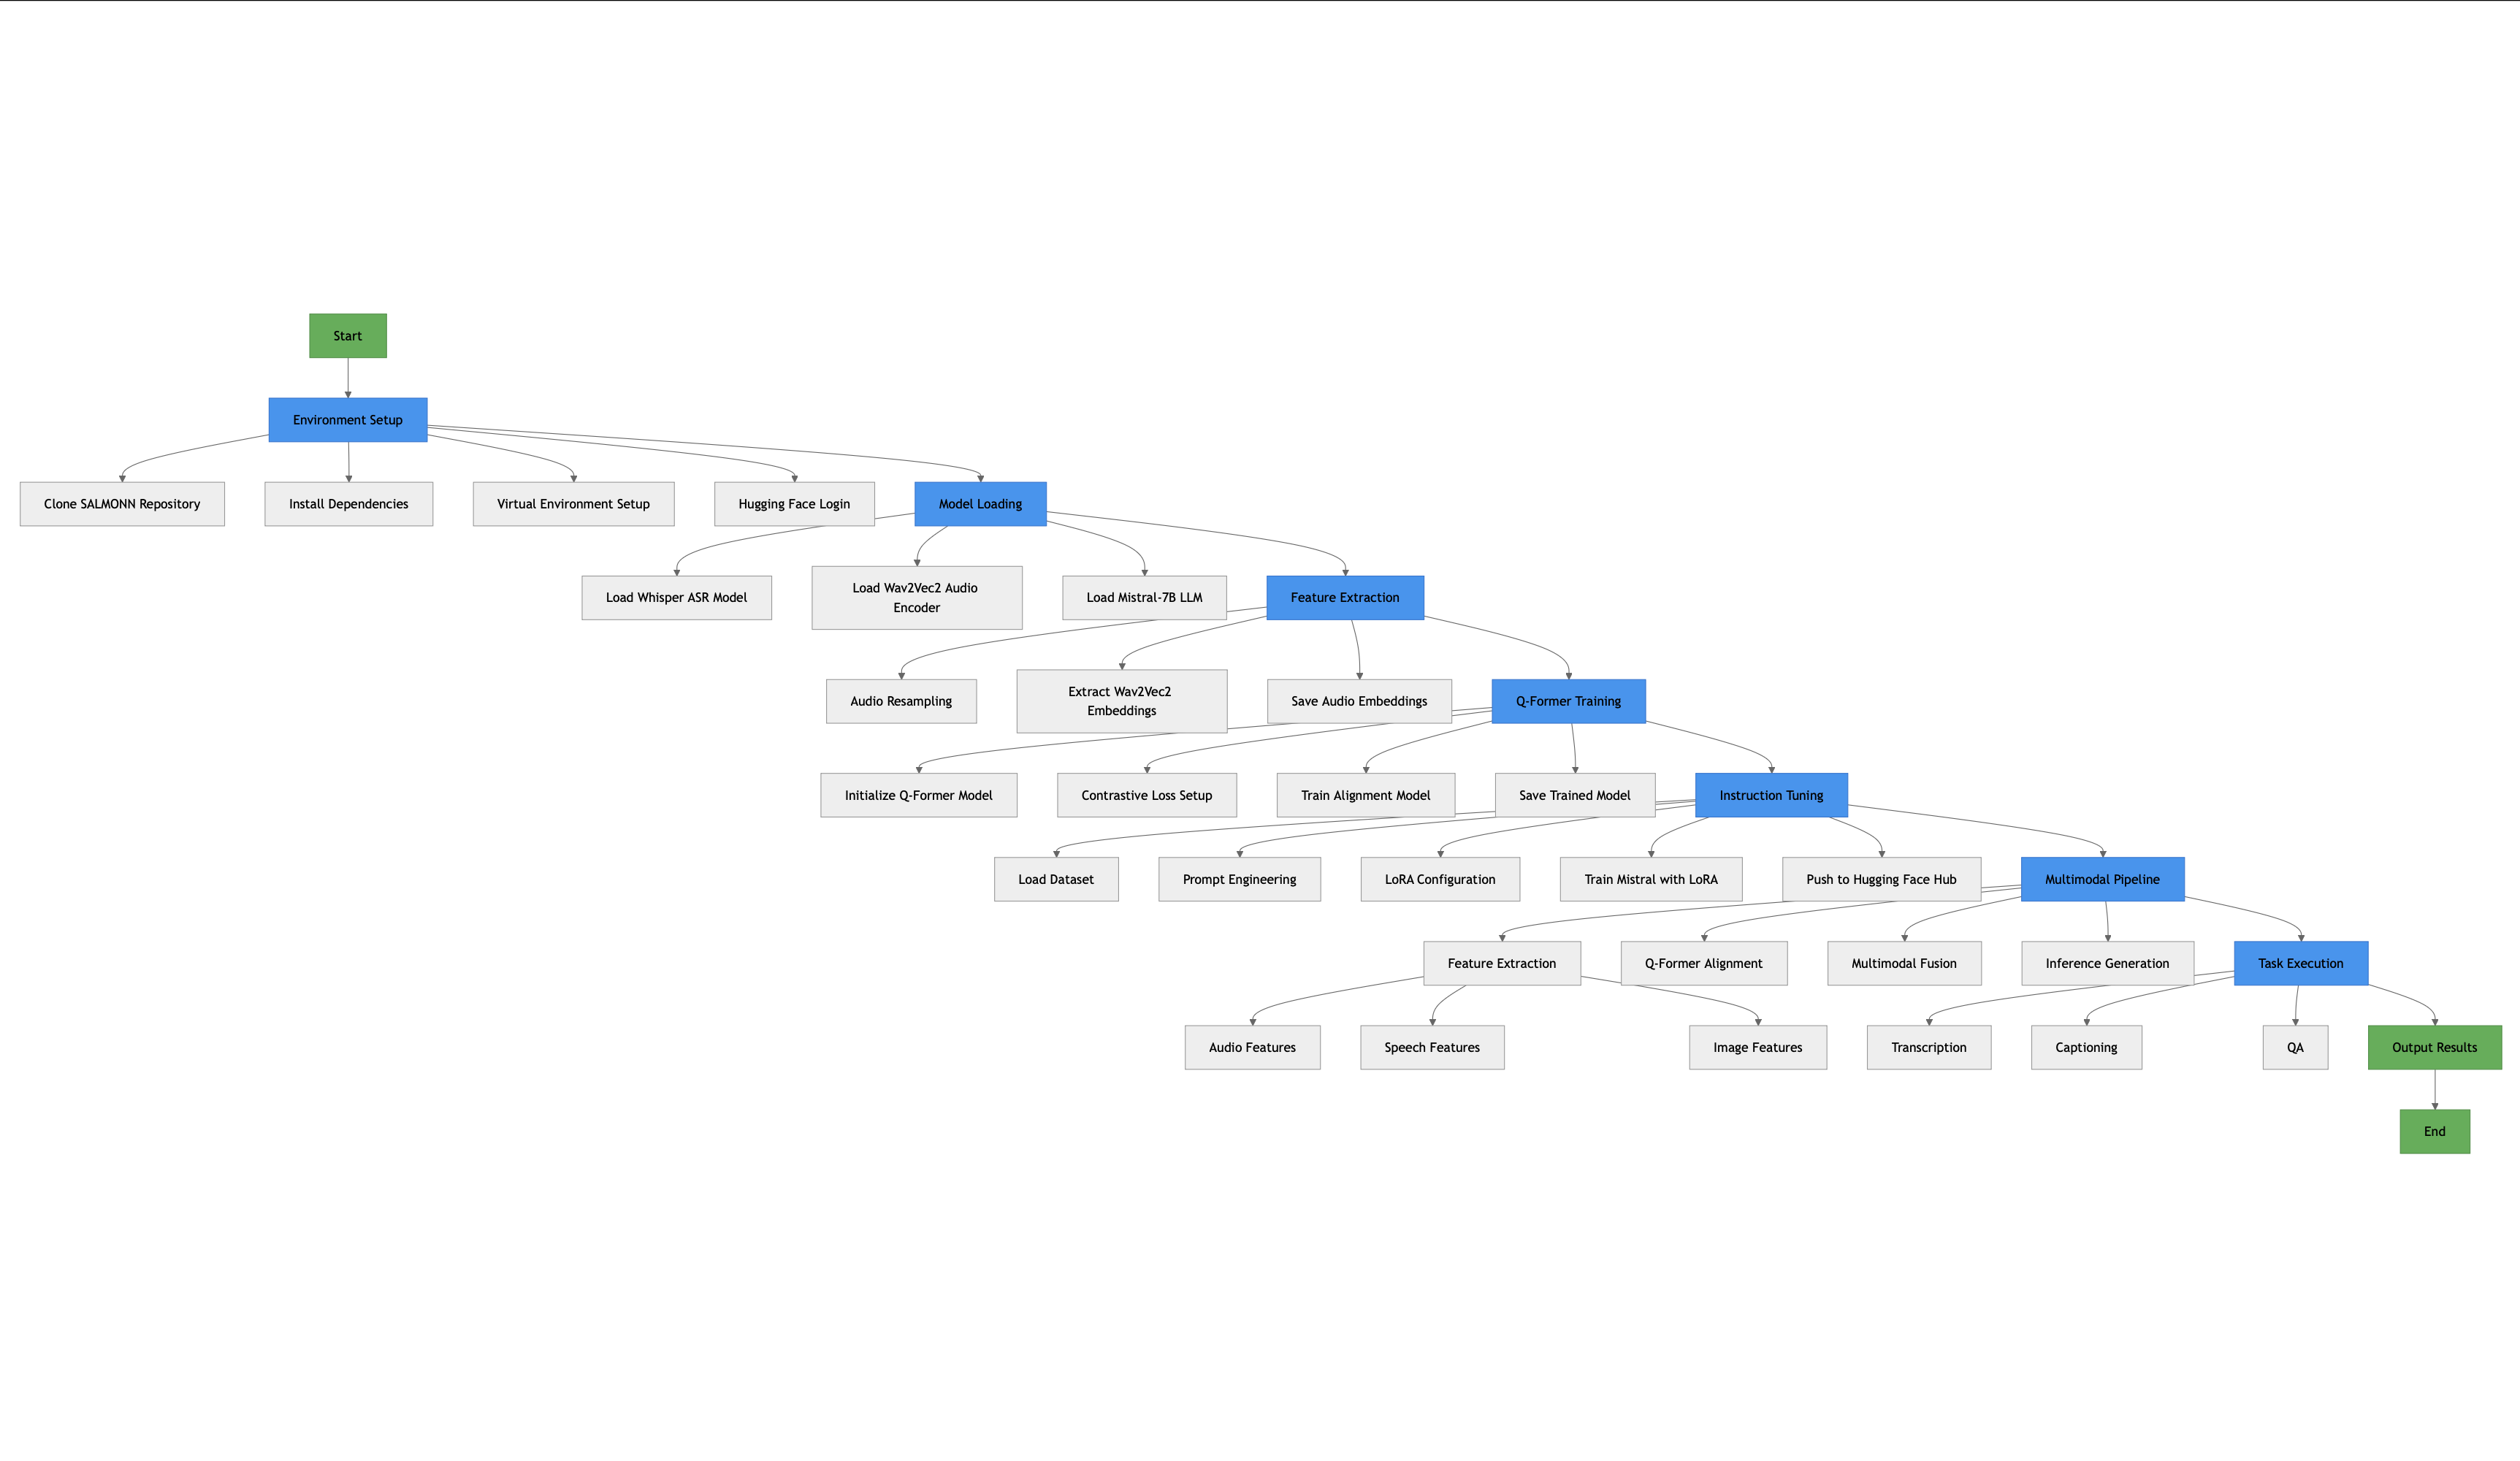 Start
Environment Setup
Clone SALMONN Repository
Install Dependencies
Virtual Environment Setup
Hugging Face Login
Model Loading
Load Whisper ASR Model
Load Wav2Vec2 Audio
Encoder
Load Mistral-7B LLM
Feature Extraction
Audio Resampling
Extract Wav2Vec2
Embeddings
Save Audio Embeddings
Q-Former Training
Initialize Q-Former Model
Contrastive Loss Setup
Train Alignment Model
Save Trained Model
Instruction Tuning
Load Dataset
Prompt Engineering
LoRA Configuration
Train Mistral with LoRA
Push to Hugging Face Hub
Multimodal Pipeline
Feature Extraction
Q-Former Alignment
Multimodal Fusion
Inference Generation
Task Execution
Audio Features
Speech Features
Image Features
Transcription
Captioning
QA
Output Results
End